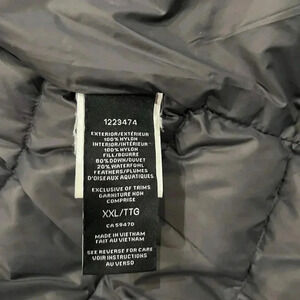 1223474
EXTERIOR/EXTÉRIEUR
100% NYLON
INTERIOR/INTÉRIEUR
100% NYLON
FILL/BOURRE
80% DOWN/DUVET
20% WATERFOWL
FEATHERS/PLUMES
D'OISEAUX AQUATIQUES
EXCLUSIVE OF TRIMS
GARNITURE NON
COMPRISE
XXL/TTG
CA 59470
MADE IN VIETNAM
FAIT AU VIETNAM
SEE REVERSE FOR CARE
VOIR INSTRUCTIONS
AU VERSO